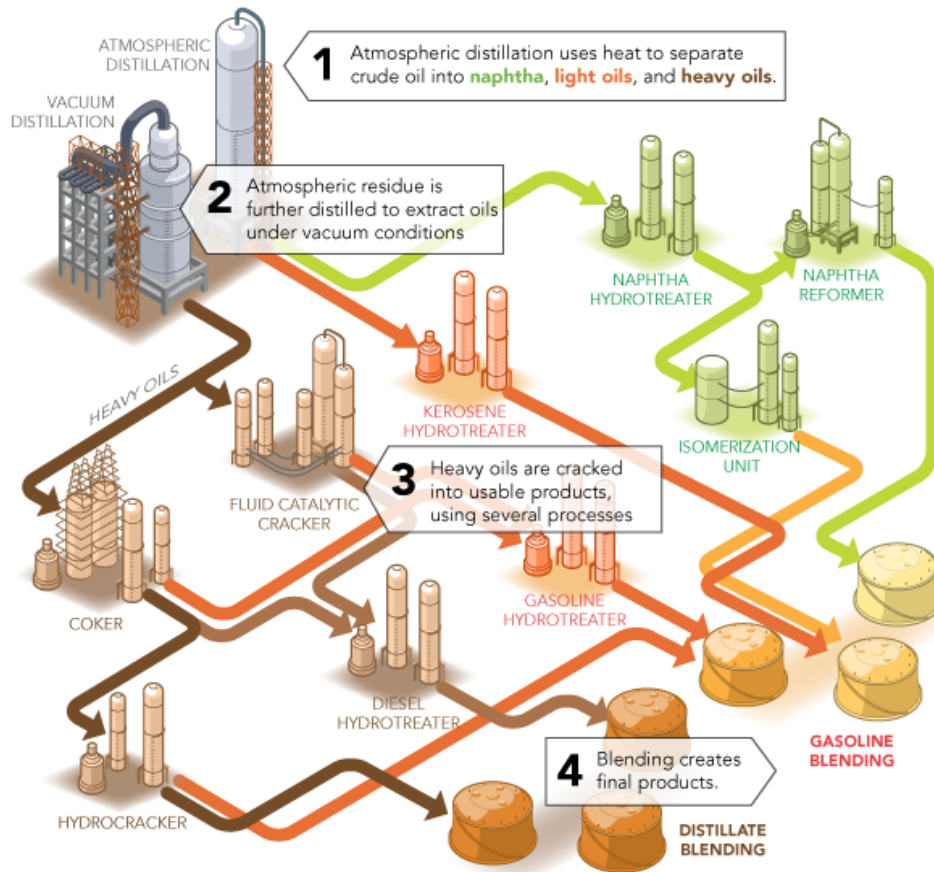 ATMOSPHERIC
DISTILLATION
1
Atmospheric distillation uses heat to separate
crude oil into naphtha, light oils, and heavy oils.
VACUUM
DISTILLATION
2
Atmospheric residue is
further distilled to extract oils
under vacuum conditions
NAPHTHA
HYDROTREATER
NAPHTHA
REFORMER
HEAVY OILS
KEROSENE
HYDROTREATER
ISOMERIZATION
UNIT
FLUID CATALYTIC
CRACKER
3
Heavy oils are cracked
into usable products,
using several processes
COKER
GASOLINE
HYDROTREATER
DIESEL
HYDROTREATER
GASOLINE
BLENDING
4
Blending creates
final products.
HYDROCRACKER
DISTILLATE
BLENDING